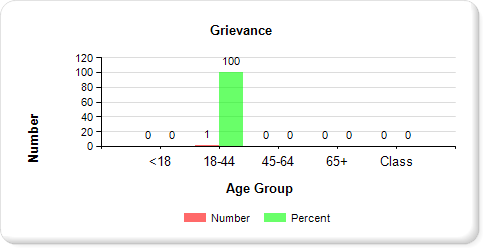 Grievance
120
100
80
60
40
20
0
Number
0 0 1 100 0 0 0 0 0 0
<18 18-44 45-64 65+ Class
Age Group
Number Percent